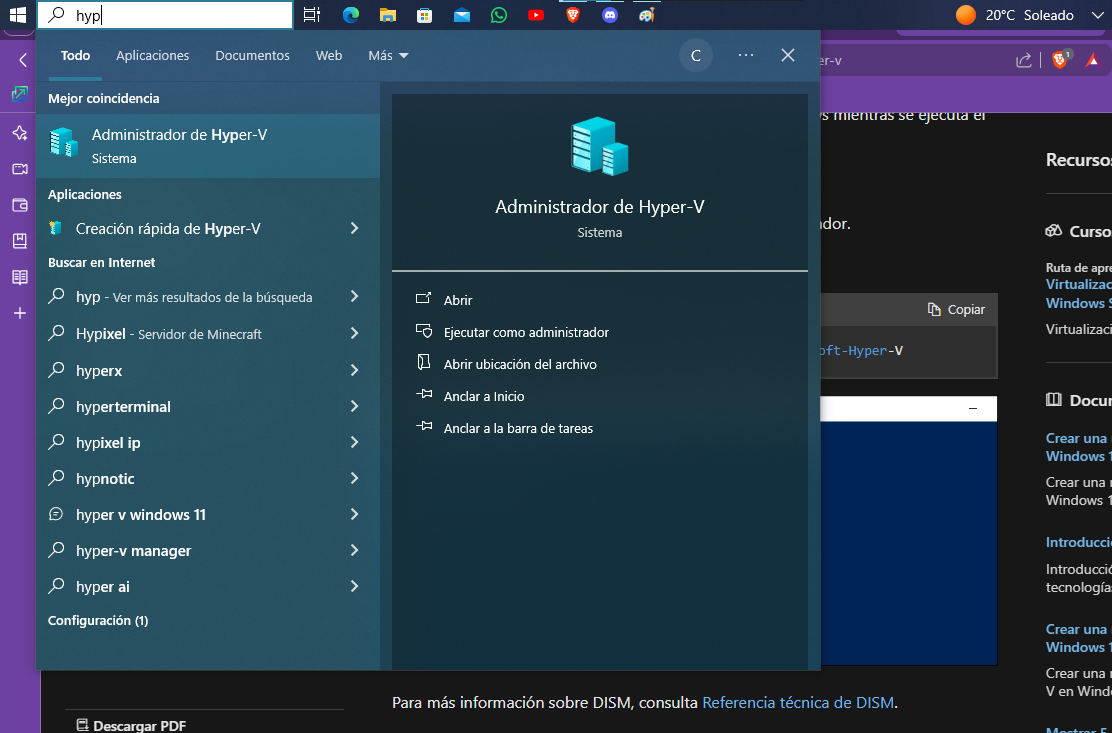 hyp
20°C Soleado
Todo
Aplicaciones
Documentos
Web
Más
C
er-v
1
Mejor coincidencia
Administrador de Hyper-V
Sistema
Aplicaciones
Creación rápida de Hyper-V
Buscar en Internet
hyp - Ver más resultados de la búsqueda
Hypixel - Servidor de Minecraft
hyperx
hyperterminal
hypixel ip
hypnotic
hyper v windows 11
hyper-v manager
hyper ai
Configuración (1)
Administrador de Hyper-V
Sistema
Abrir
Ejecutar como administrador
Abrir ubicación del archivo
Anclar a Inicio
Anclar a la barra de tareas
mientras se ejecuta el
dor.
Copiar
oft-Hyper-V
Para más información sobre DISM, consulta Referencia técnica de DISM.
Descargar PDF
Recursos
Curso
Ruta de apre
Virtualizac
Windows S
Virtualizaci
Docu
Crear una
Windows 1
Crear una
Windows 1
Introducci
Introducció
tecnologías
Crear una
Windows 1
Crear una
V en Windo
Mostrar 5